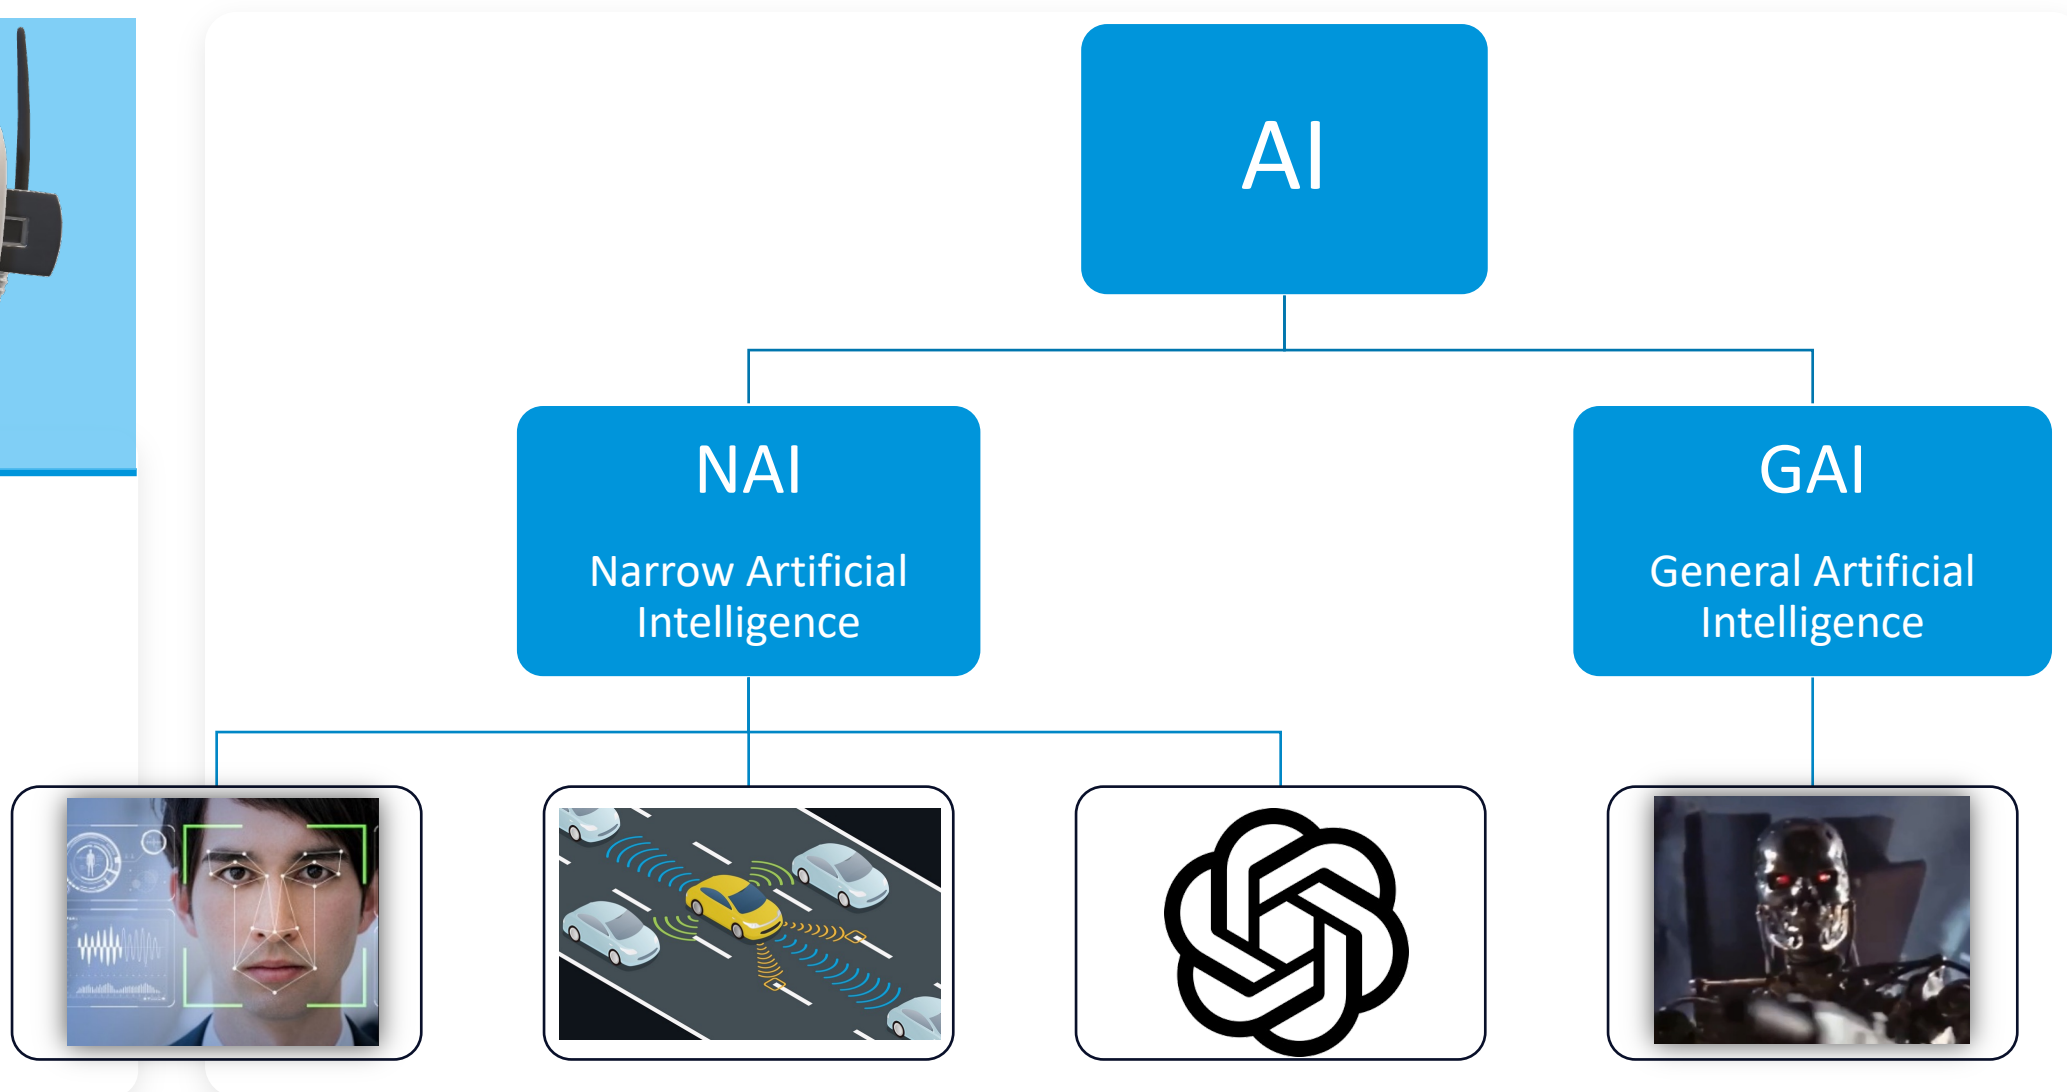 AI
NAI
Narrow Artificial
Intelligence
GAI
General Artificial
Intelligence